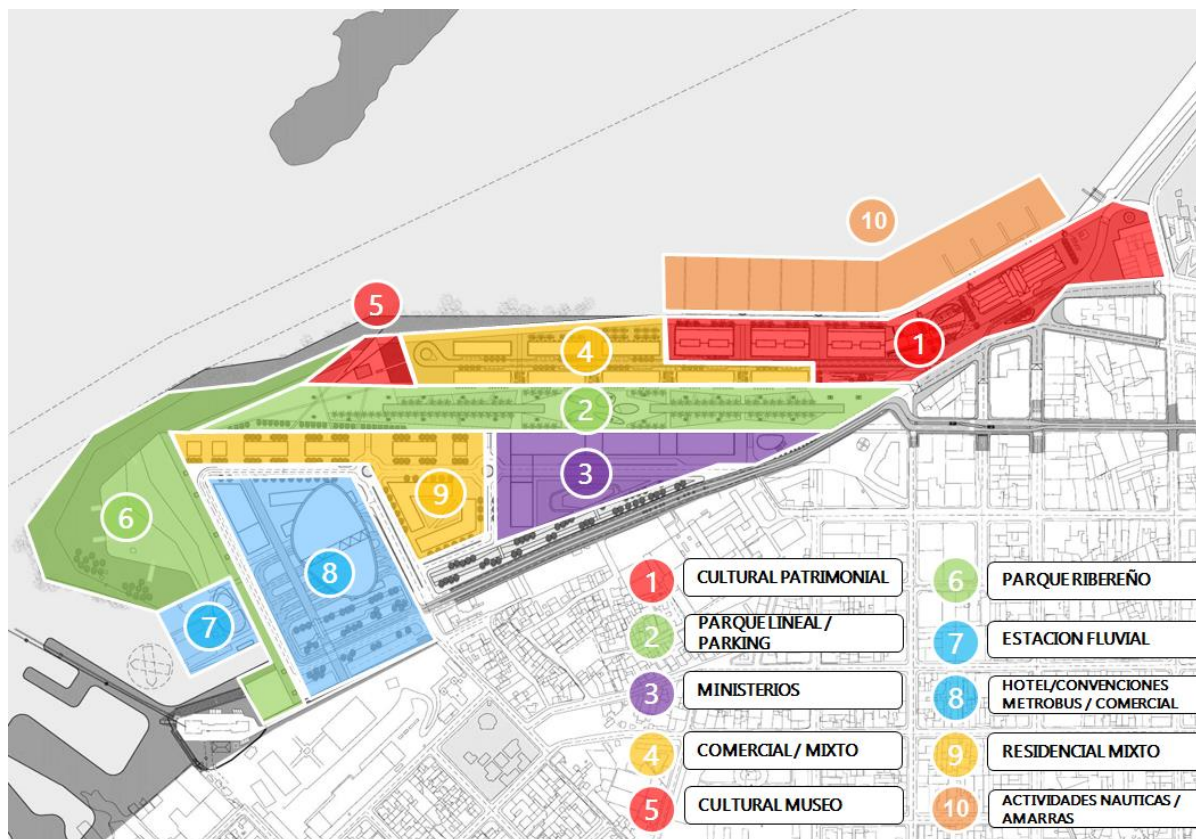 10
5
1
4
2
3
9
6
8
7
1 CULTURAL PATRIMONIAL
2 PARQUE LINEAL /
PARKING
3 MINISTERIOS
4 COMERCIAL / MIXTO
5 CULTURAL MUSEO
6 PARQUE RIBEREÑO
7 ESTACION FLUVIAL
8 HOTEL/CONVENCIONES
METROBUS / COMERCIAL
9 RESIDENCIAL MIXTO
10 ACTIVIDADES NAUTICAS /
AMARRAS